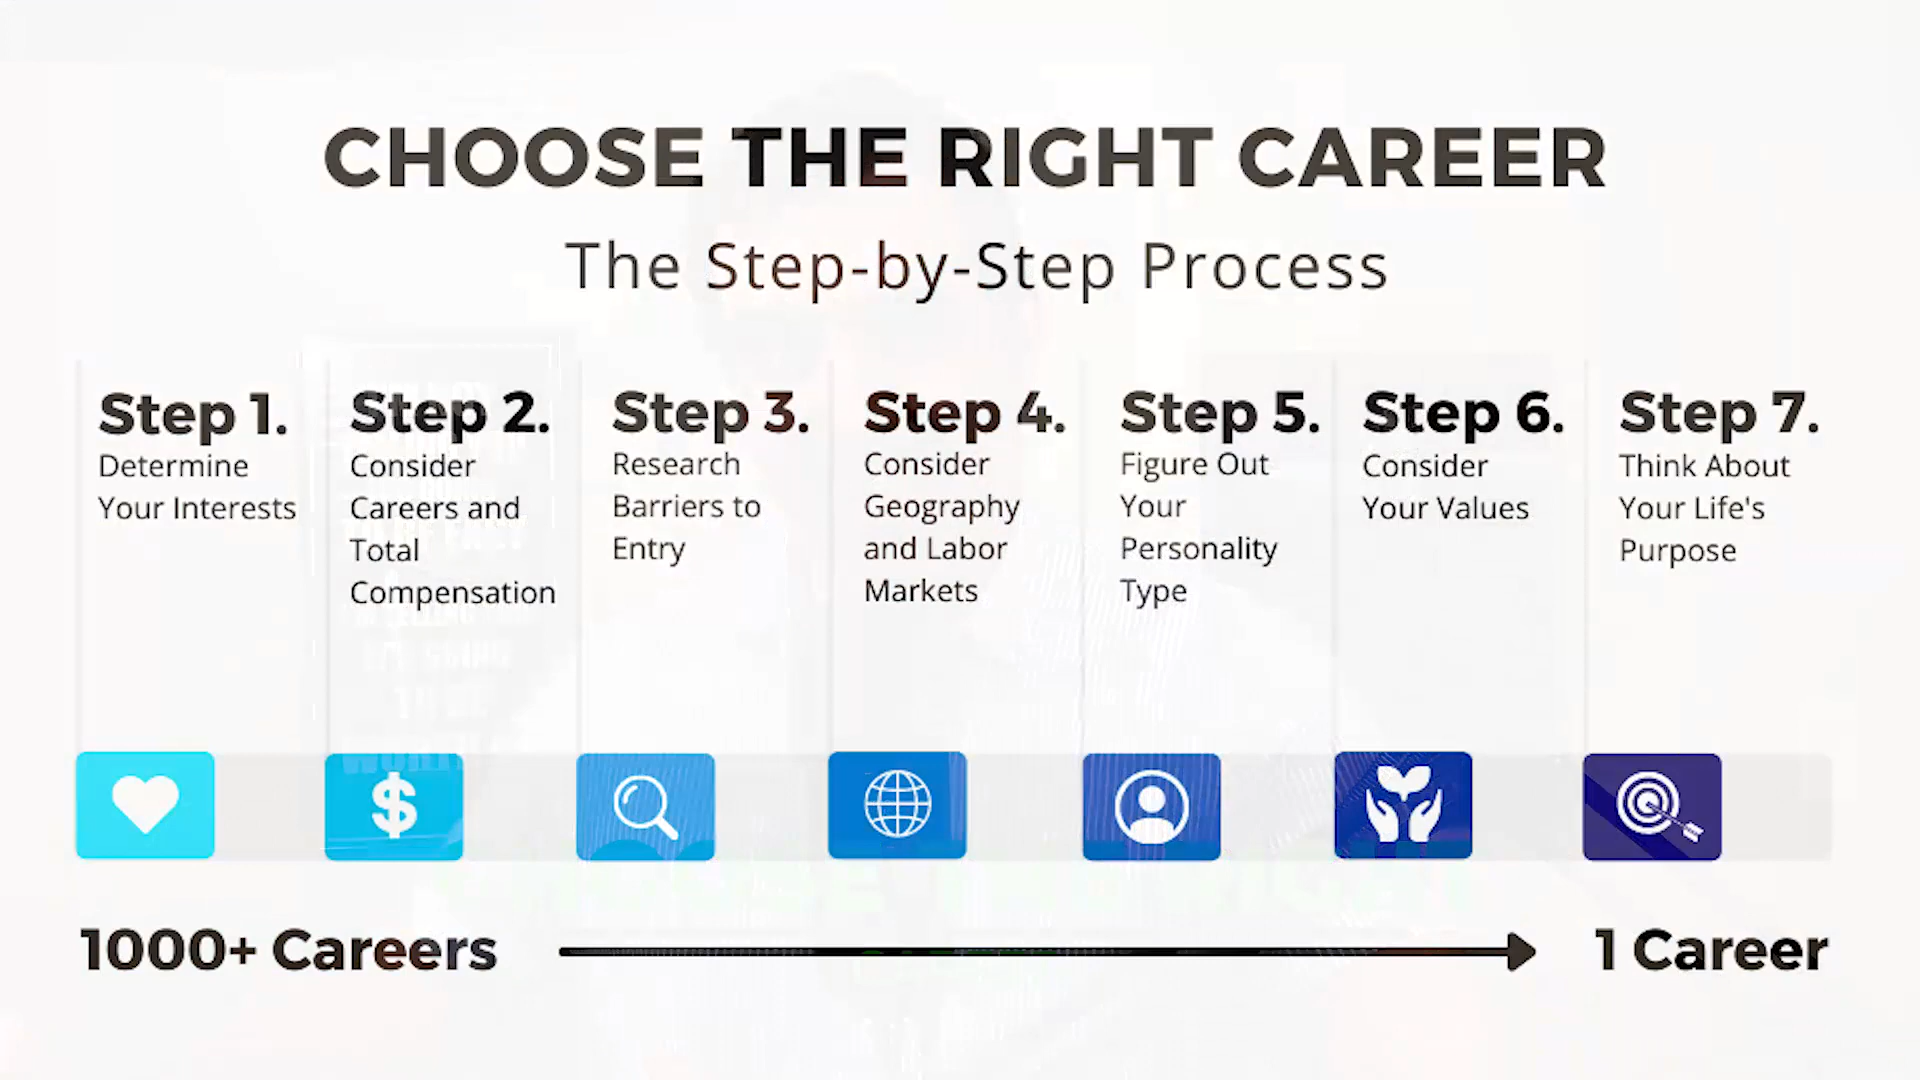 CHOOSE THE RIGHT CAREER
The Step-by-Step Process
Step 1.
Determine
Your Interests
Step 2.
Consider
Careers and
Total
Compensation
Step 3.
Research
Barriers to
Entry
Step 4.
Consider
Geography
and Labor
Markets
Step 5.
Figure Out
Your
Personality
Type
Step 6.
Consider
Your Values
Step 7.
Think About
Your Life's
Purpose
1000+ Careers
1 Career